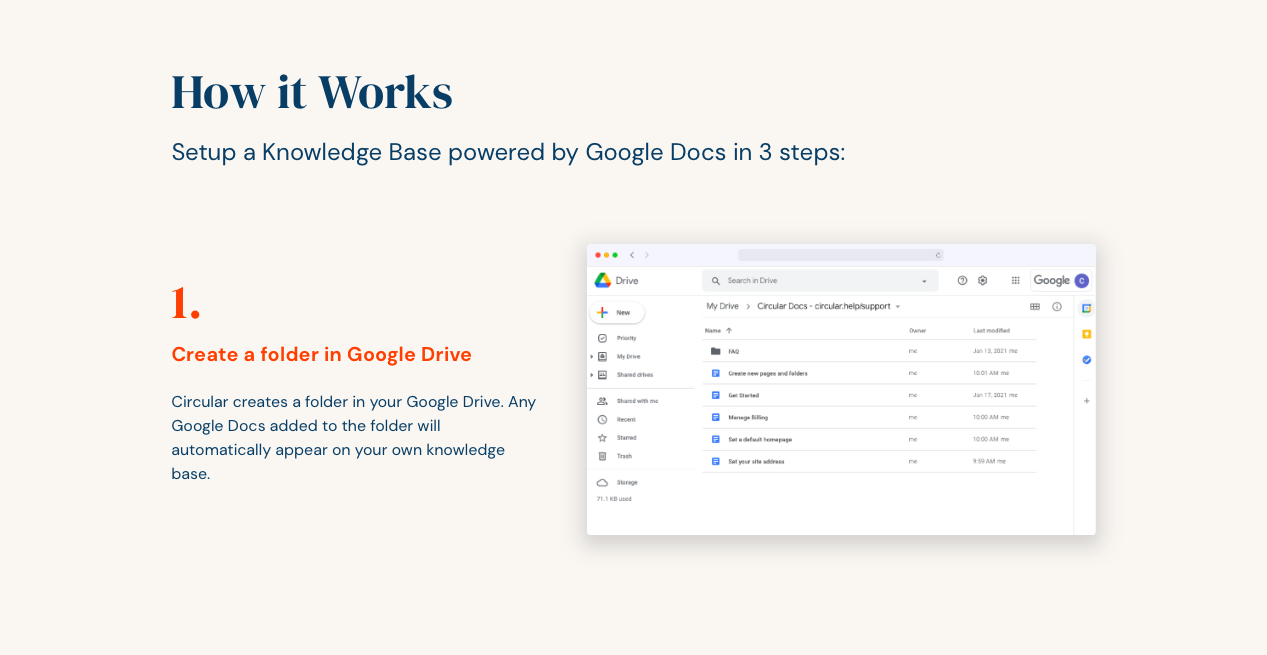 How it Works
Setup a Knowledge Base powered by Google Docs in 3 steps:
1.
Create a folder in Google Drive
Circular creates a folder in your Google Drive. Any
Google Docs added to the folder will
automatically appear on your own knowledge
base.
Drive
Search in Drive
Google C
New
Priority
My Drive
Shared drives
Shared with me
Recent
Starred
Trash
Storage
71.1 KB used
My Drive > Circular Docs - circular.help/support
Name Owner Last modified
FAQ me Jan 13, 2021 me
Create new pages and folders me 10:01 AM me
Get Started me Jan 17, 2021 me
Manage Billing me 10:00 AM me
Set a default homepage me 10:00 AM me
Set your site address me 9:59 AM me